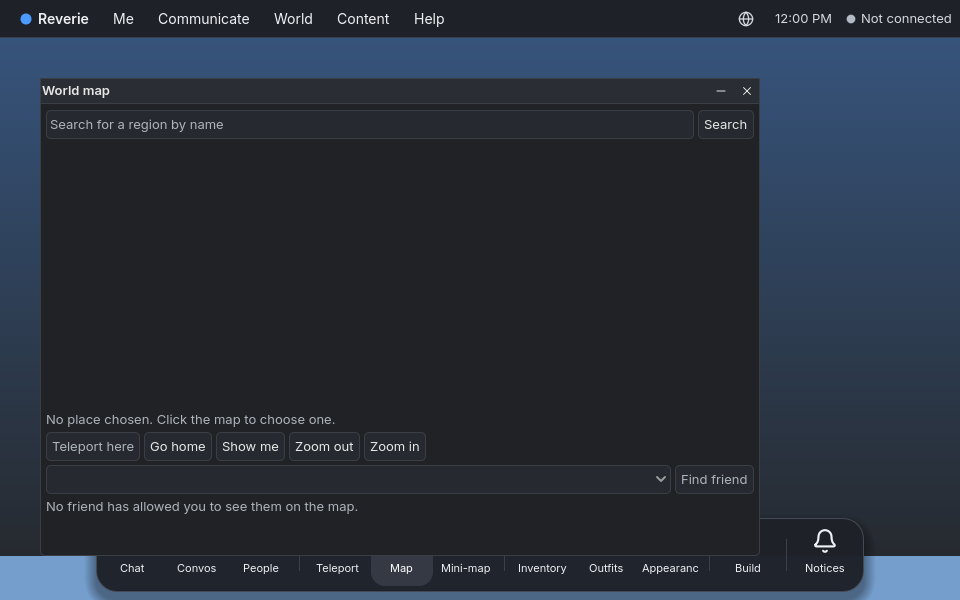 Reverie Me Communicate World Content Help 12:00 PM Not connected
World map
Search for a region by name Search
No place chosen. Click the map to choose one.
Teleport here Go home Show me Zoom out Zoom in
Find friend
No friend has allowed you to see them on the map.
Chat Convos People Teleport Map Mini-map Inventory Outfits Appearanc Build Notices